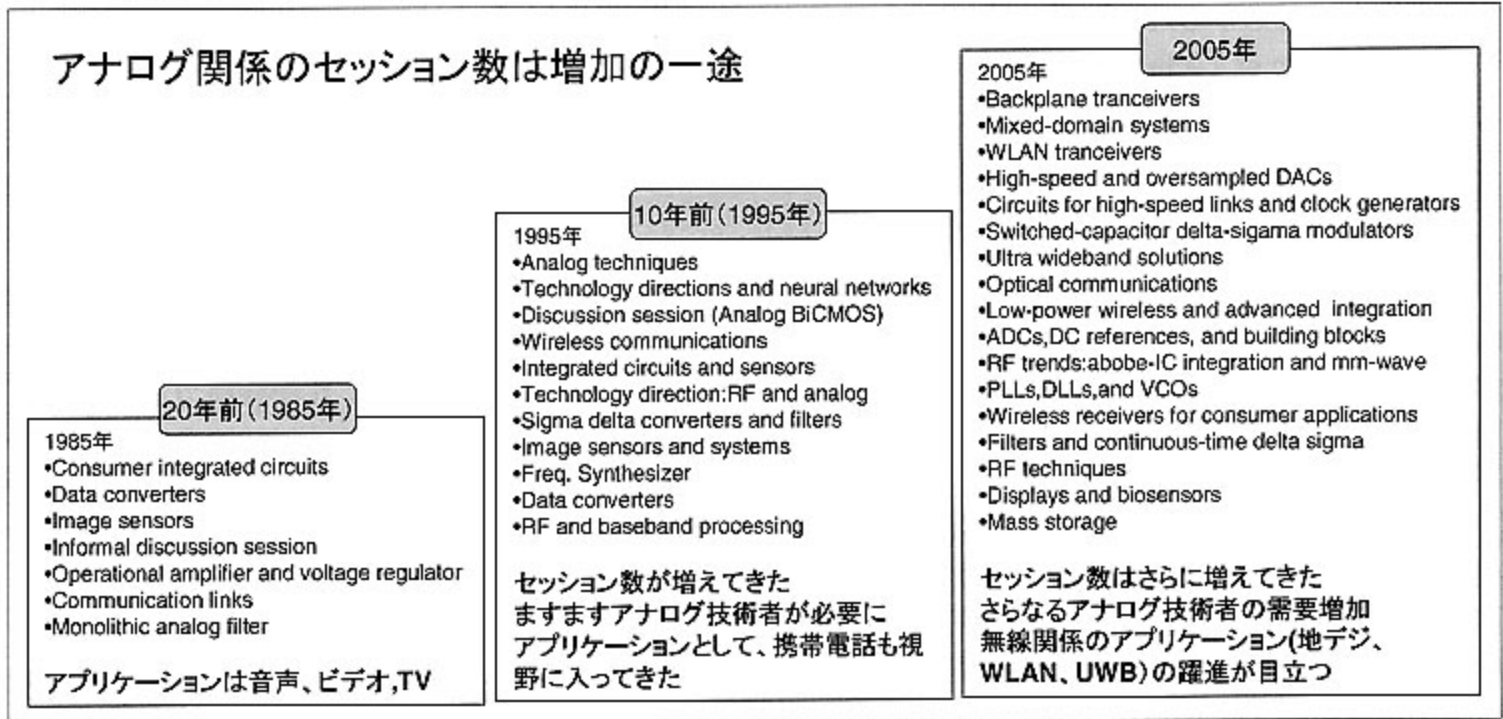 アナログ関係のセッション数は増加の一途
20年前(1985年)
1985年
•Consumer integrated circuits
•Data converters
•Image sensors
•Informal discussion session
•Operational amplifier and voltage regulator
•Communication links
•Monolithic analog filter
アプリケーションは音声、ビデオ,TV
10年前(1995年)
1995年
•Analog techniques
•Technology directions and neural networks
•Discussion session (Analog BiCMOS)
•Wireless communications
•Integrated circuits and sensors
•Technology direction:RF and analog
•Sigma delta converters and filters
•Image sensors and systems
•Freq. Synthesizer
•Data converters
•RF and baseband processing
セッション数が増えてきた
ますますアナログ技術者が必要に
アプリケーションとして、携帯電話も視
野に入ってきた
2005年
2005年
•Backplane tranceivers
•Mixed-domain systems
•WLAN tranceivers
•High-speed and oversampled DACs
•Circuits for high-speed links and clock generators
•Switched-capacitor delta-sigama modulators
•Ultra wideband solutions
•Optical communications
•Low-power wireless and advanced integration
•ADCs,DC references, and building blocks
•RF trends:abobe-IC integration and mm-wave
•PLLs,DLLs,and VCOs
•Wireless receivers for consumer applications
•Filters and continuous-time delta sigma
•RF techniques
•Displays and biosensors
•Mass storage
セッション数はさらに増えてきた
さらなるアナログ技術者の需要増加
無線関係のアプリケーション(地デジ、
WLAN、UWB)の躍進が目立つ